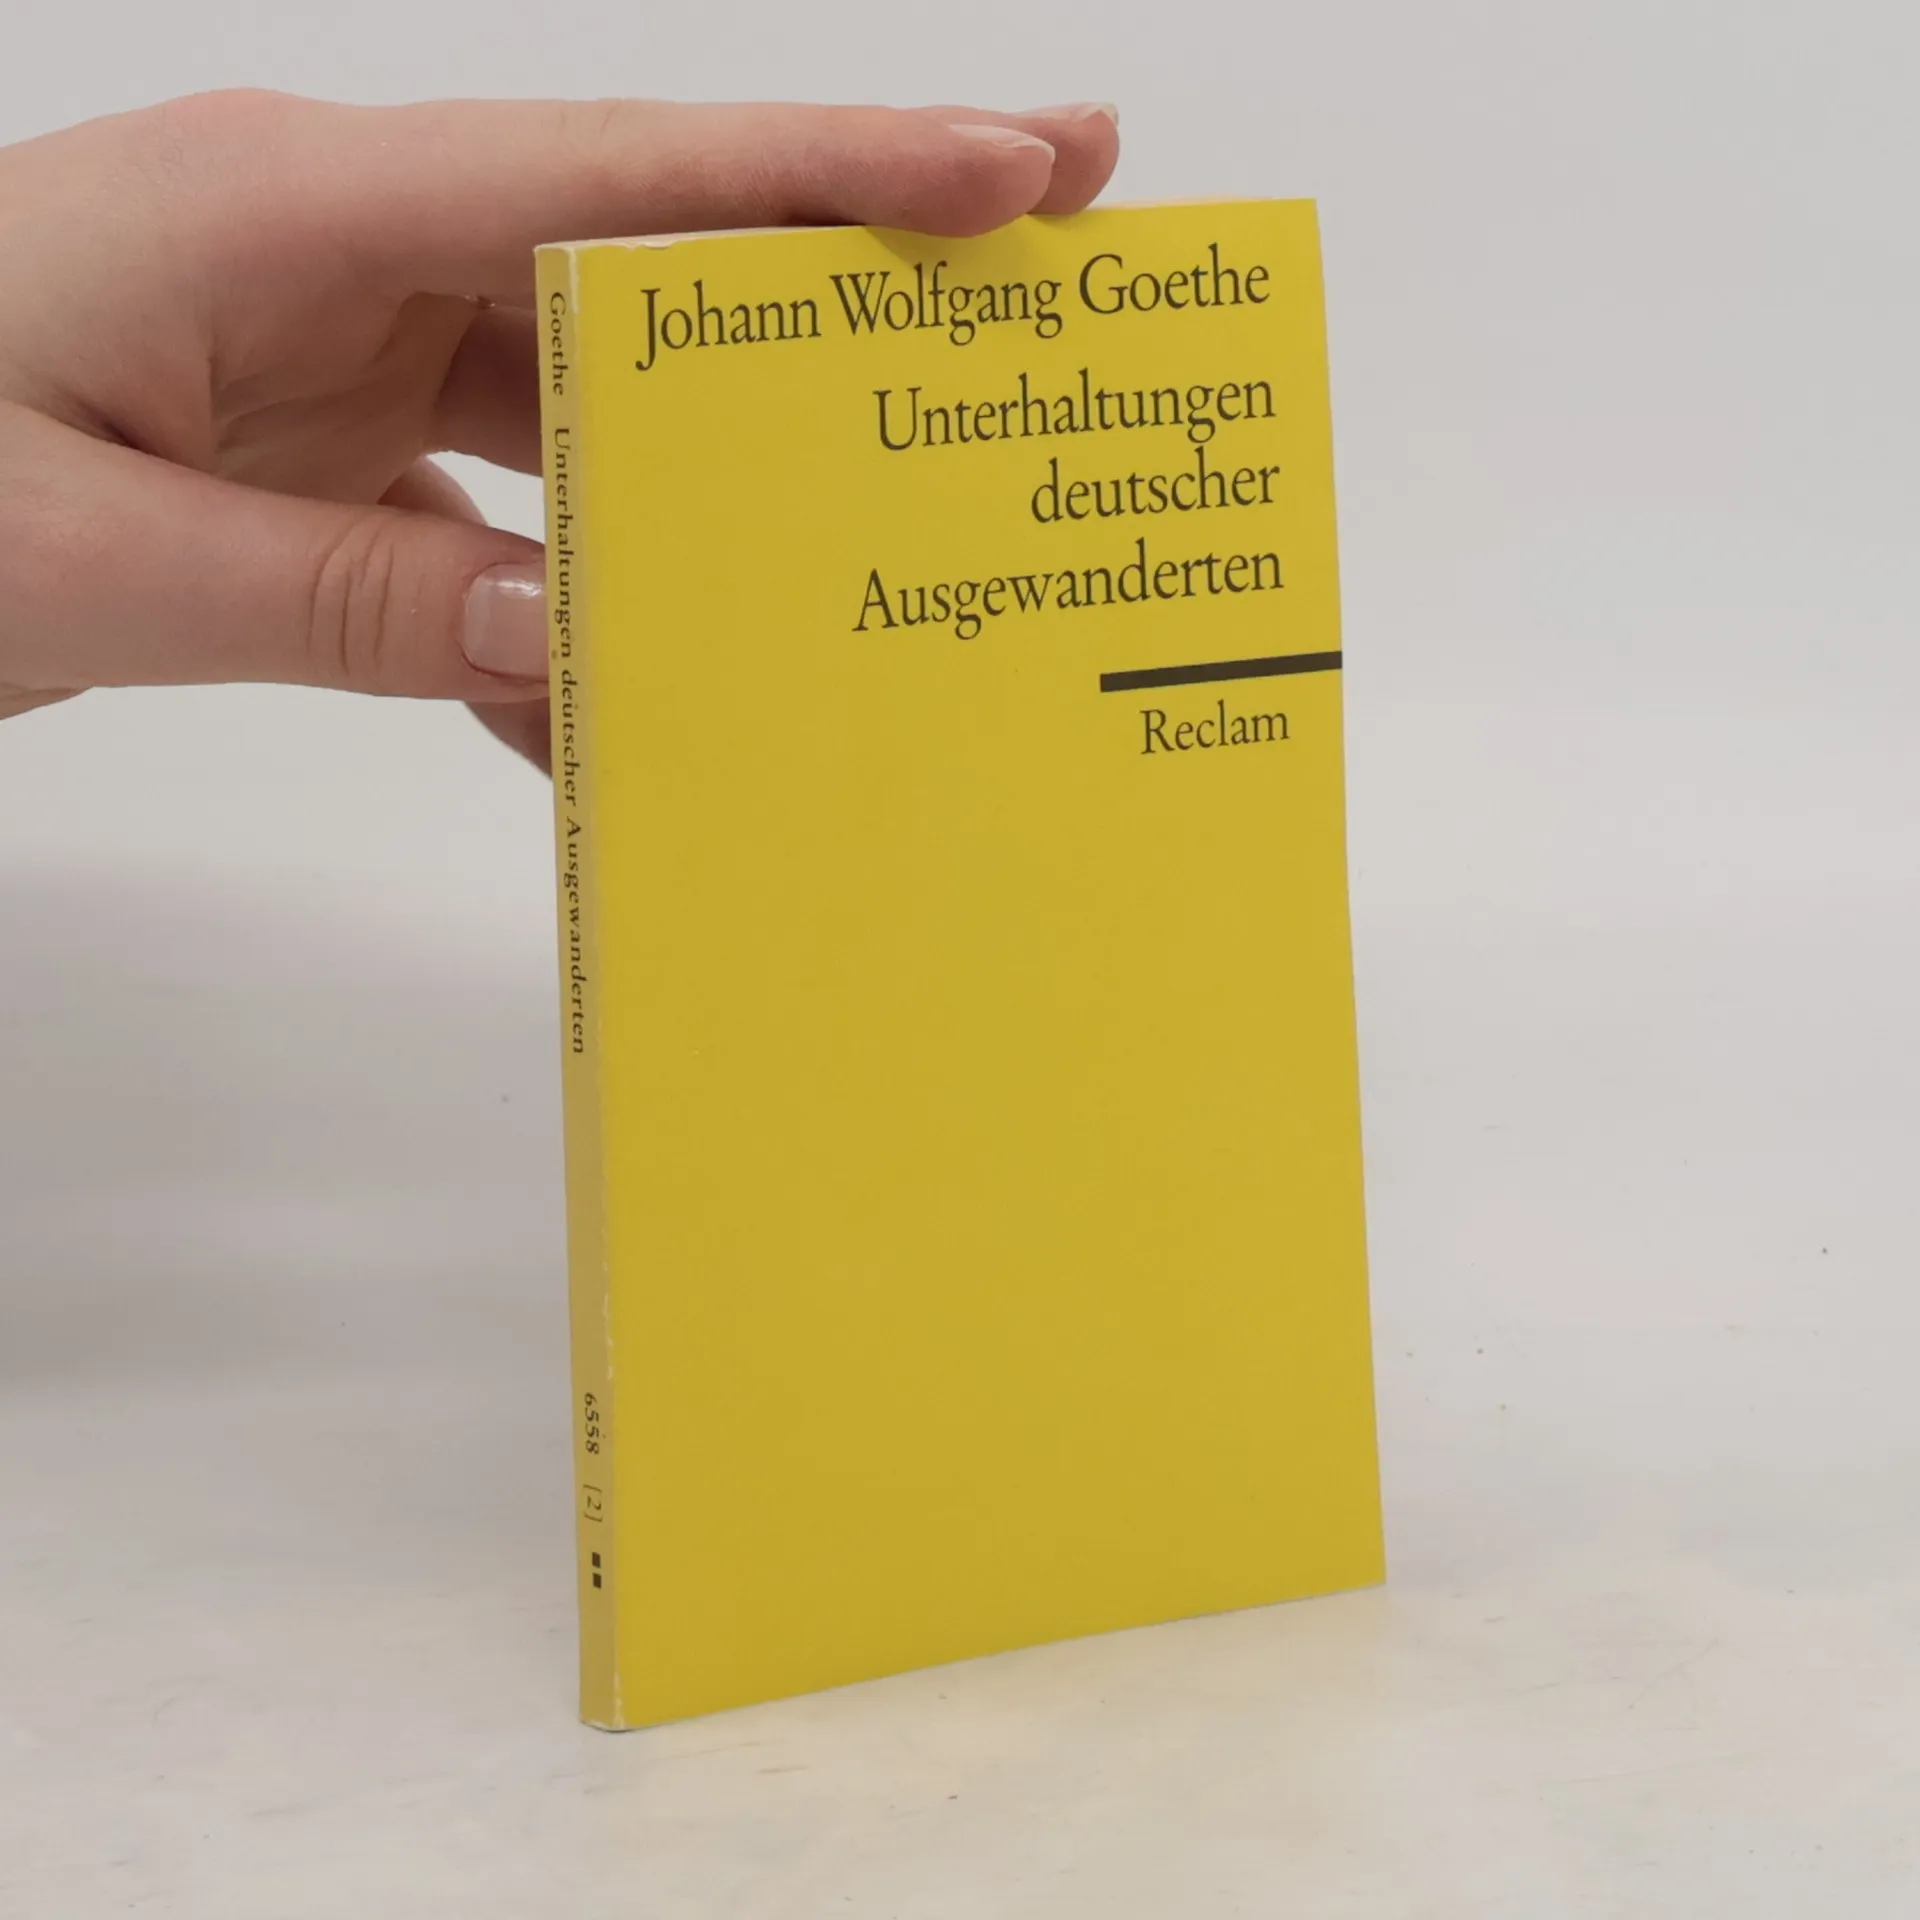 Johann Wolfgang Goethe
Unterhaltungen
deutscher
Ausgewanderten
Reclam
Goethe Unterhaltungen deutscher Ausgewanderten 6558 [2]